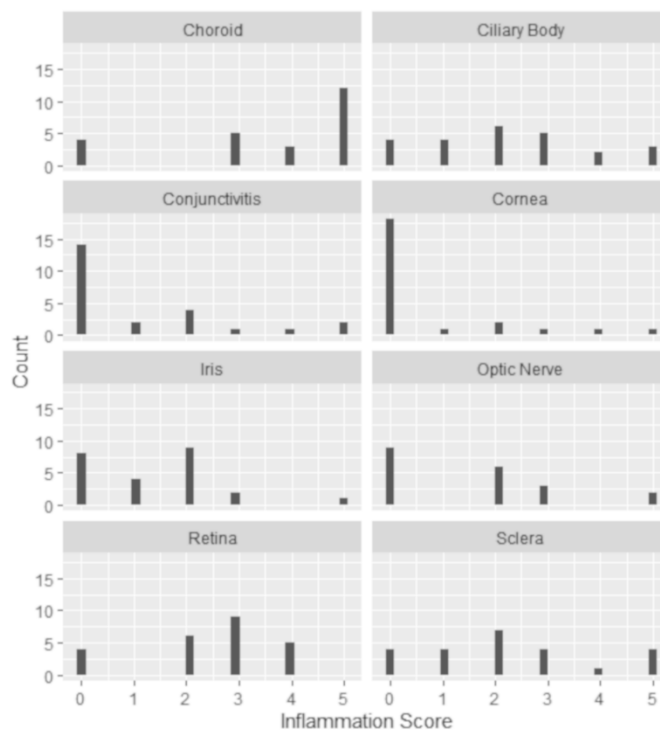 Choroid
Ciliary Body
15
10
5
0
Conjunctivitis
Cornea
15
10
5
0
Count
Iris
Optic Nerve
15
10
5
0
Retina
Sclera
15
10
5
0
0 1 2 3 4 5
0 1 2 3 4 5
Inflammation Score